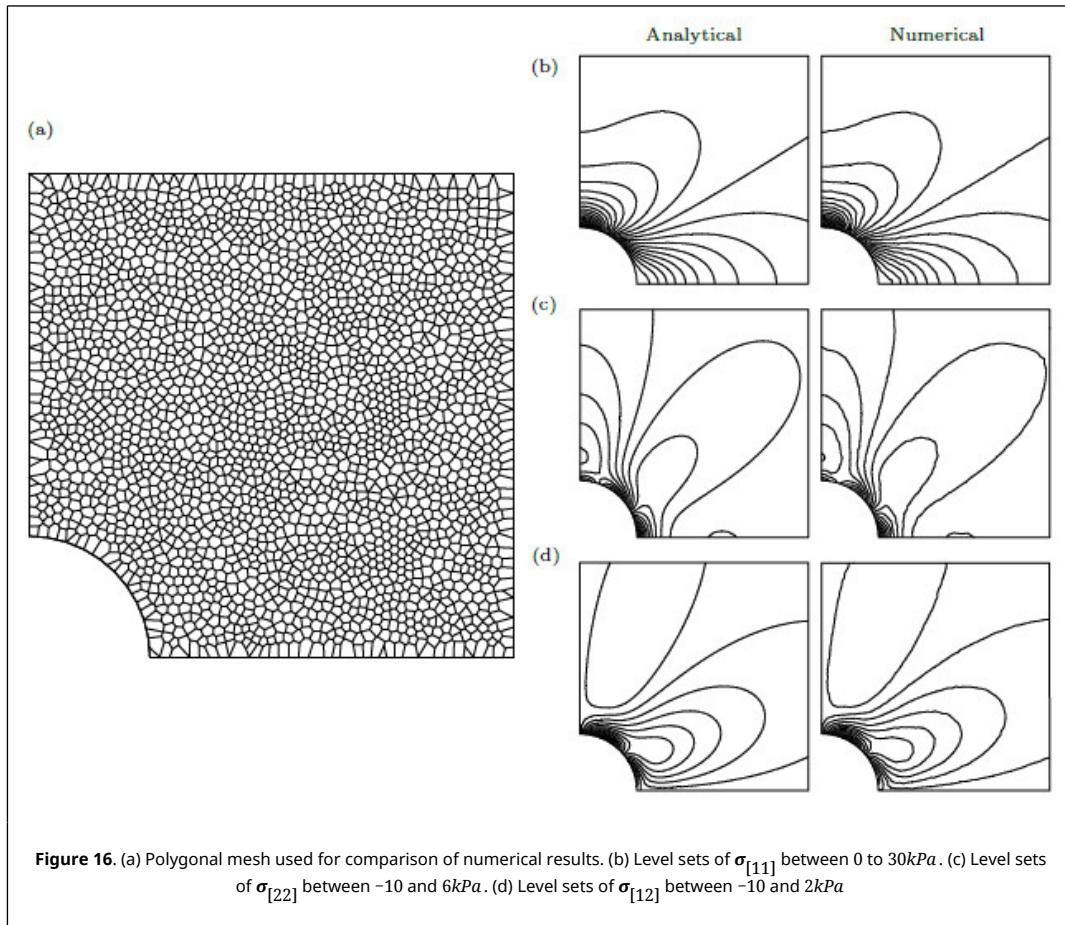 Analytical Numerical
(b)
(a)
(c)
(d)
Figure 16. (a) Polygonal mesh used for comparison of numerical results. (b) Level sets of σ[11] between 0 to 30kPa. (c) Level sets
of σ[22] between −10 and 6kPa. (d) Level sets of σ[12] between −10 and 2kPa